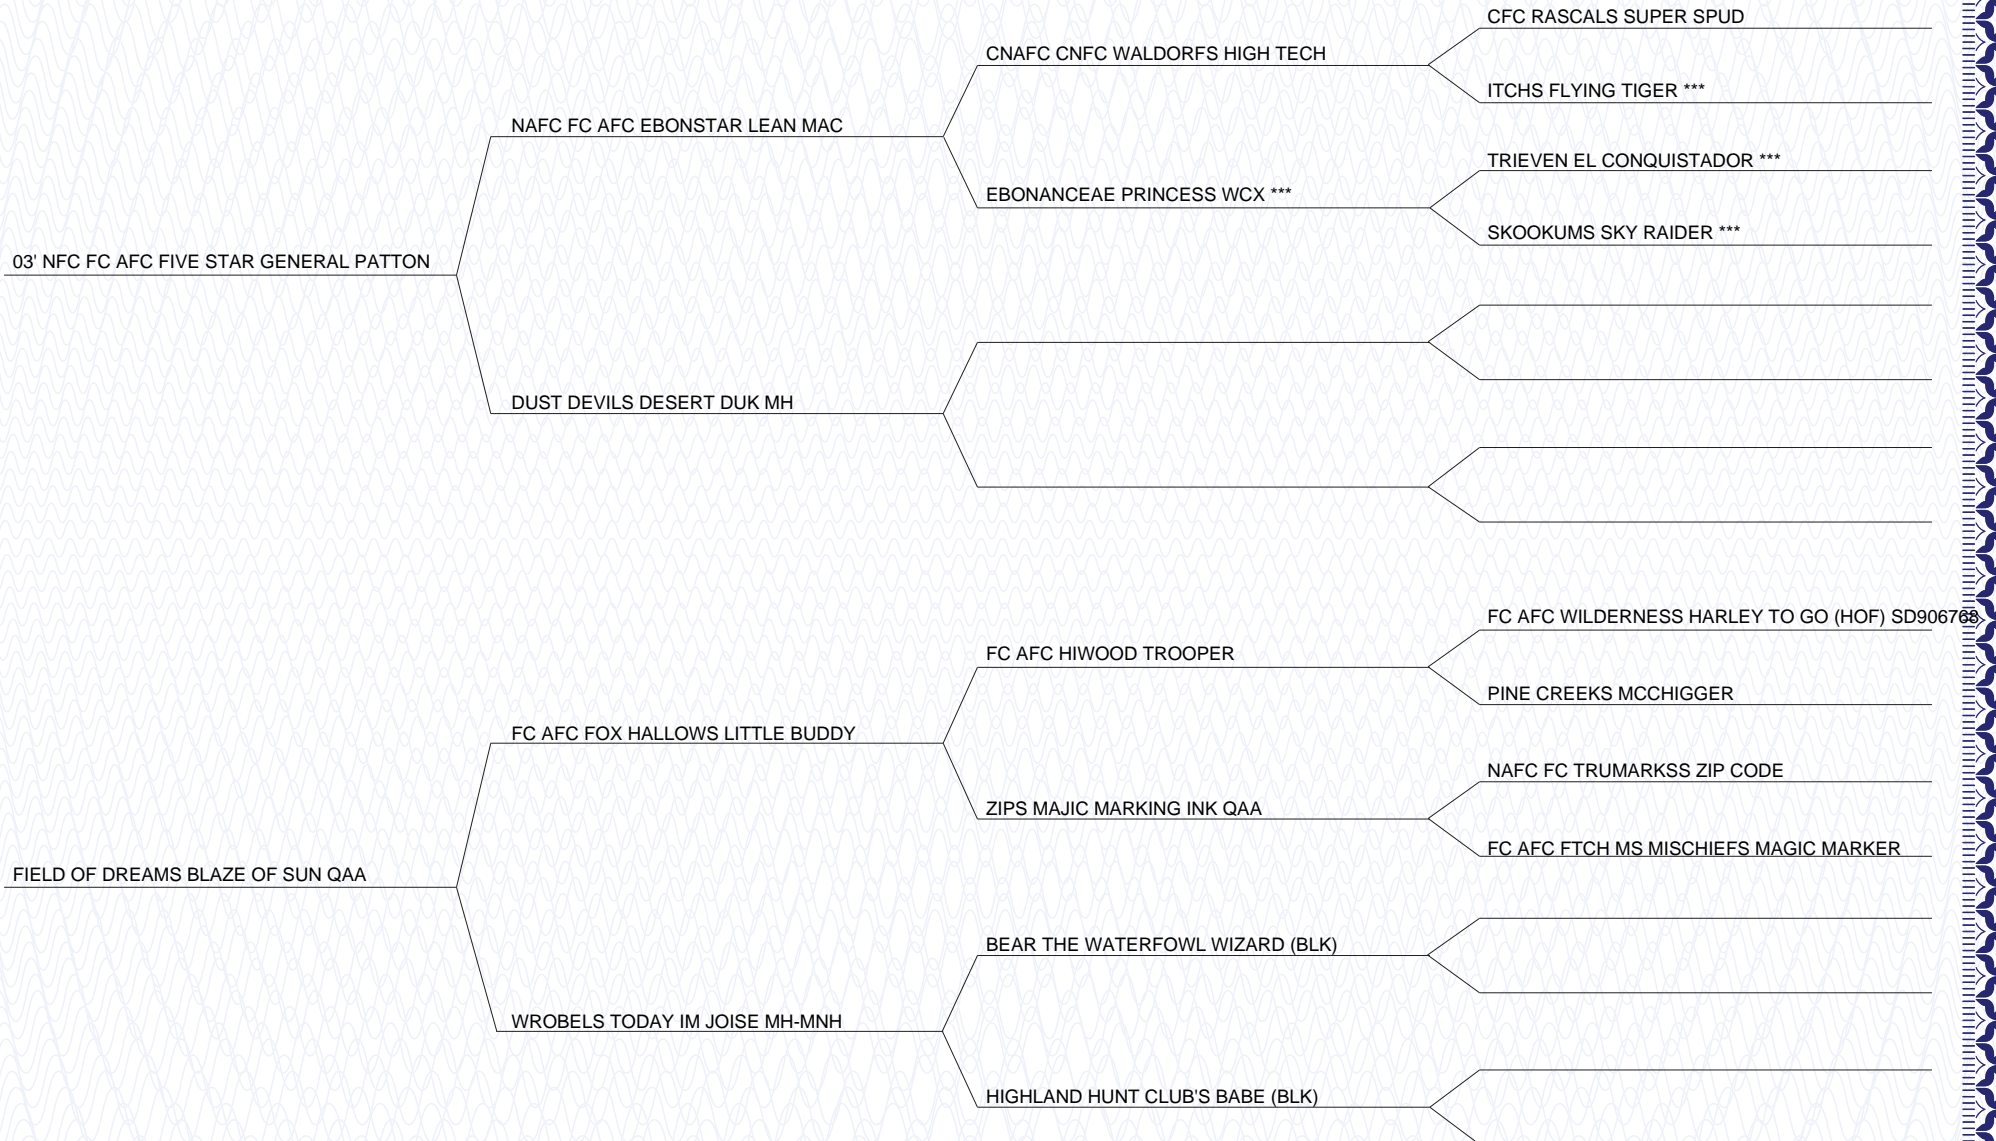 CFC RASCALS SUPER SPUD
CNAFC CNFC WALDORFS HIGH TECH
ITCHS FLYING TIGER ***
NAFC FC AFC EBONSTAR LEAN MAC
TRIEVEN EL CONQUISTADOR ***
EBONANCEAE PRINCESS WCX ***
SKOOKUMS SKY RAIDER ***
03' NFC FC AFC FIVE STAR GENERAL PATTON
DUST DEVILS DESERT DUK MH
FC AFC WILDERNESS HARLEY TO GO (HOF) SD906768
FC AFC HIWOOD TROOPER
PINE CREEKS MCCHIGGER
FC AFC FOX HALLOWS LITTLE BUDDY
NAFC FC TRUMARKSS ZIP CODE
ZIPS MAJIC MARKING INK QAA
FC AFC FTCH MS MISCHIEFS MAGIC MARKER
FIELD OF DREAMS BLAZE OF SUN QAA
BEAR THE WATERFOWL WIZARD (BLK)
WROBELS TODAY IM JOISE MH-MNH
HIGHLAND HUNT CLUB'S BABE (BLK)